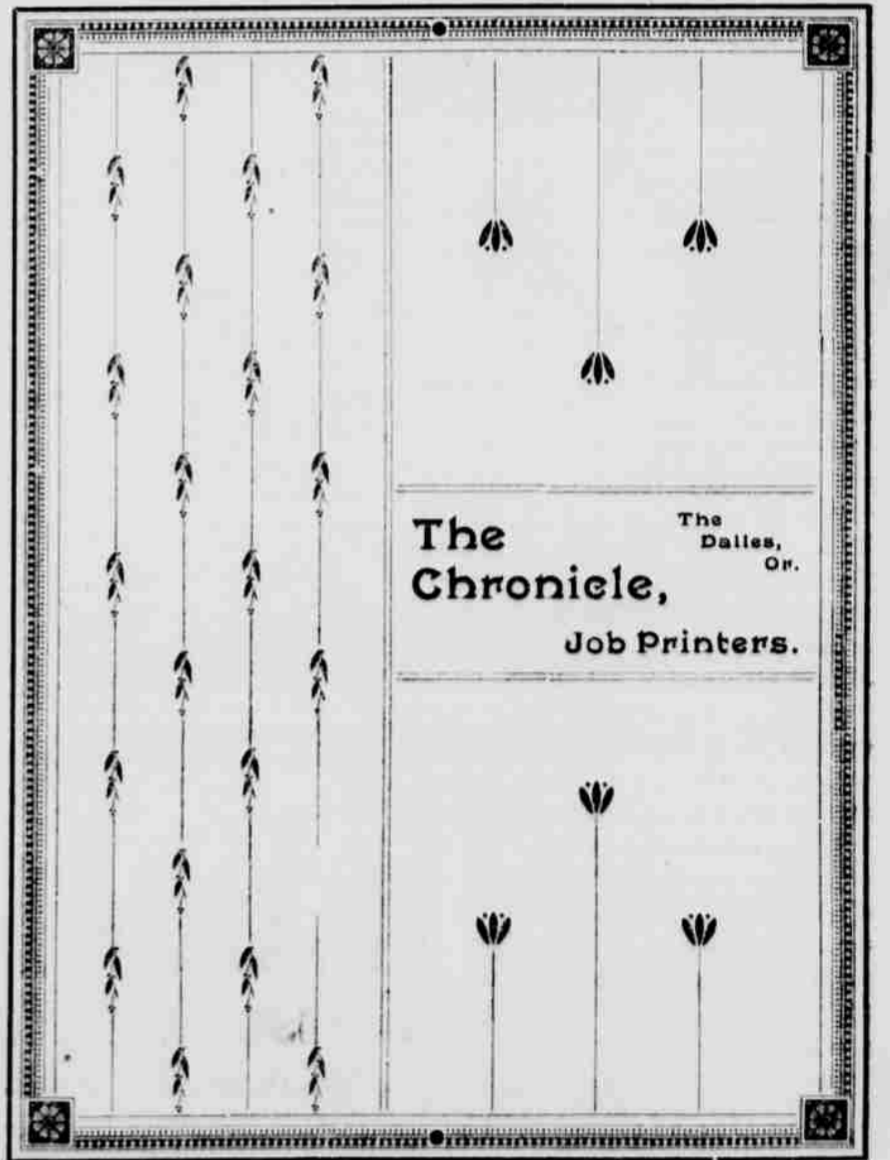 The
Chronicle,
The
Dalles,
Or.
Job Printers.